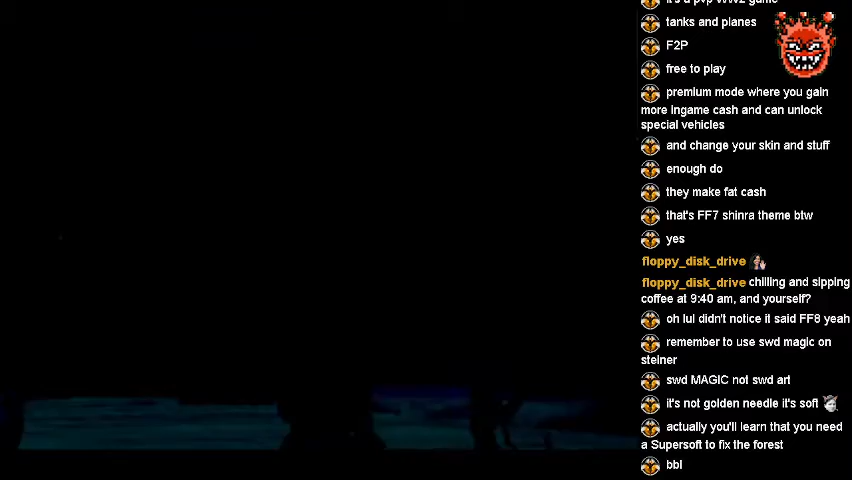 tanks and planes
F2P
free to play
premium mode where you gain
more ingame cash and can unlock
special vehicles
and change your skin and stuff
enough do
they make fat cash
that's FF7 shinra theme btw
yes
floppy_disk_drive
floppy_disk_drive chilling and sipping
coffee at 9:40 am, and yourself?
oh lul didn't notice it said FF8 yeah
remember to use swd magic on
steiner
swd MAGIC not swd art
it's not golden needle it's soft
actually you'll learn that you need
a Supersoft to fix the forest
bbl